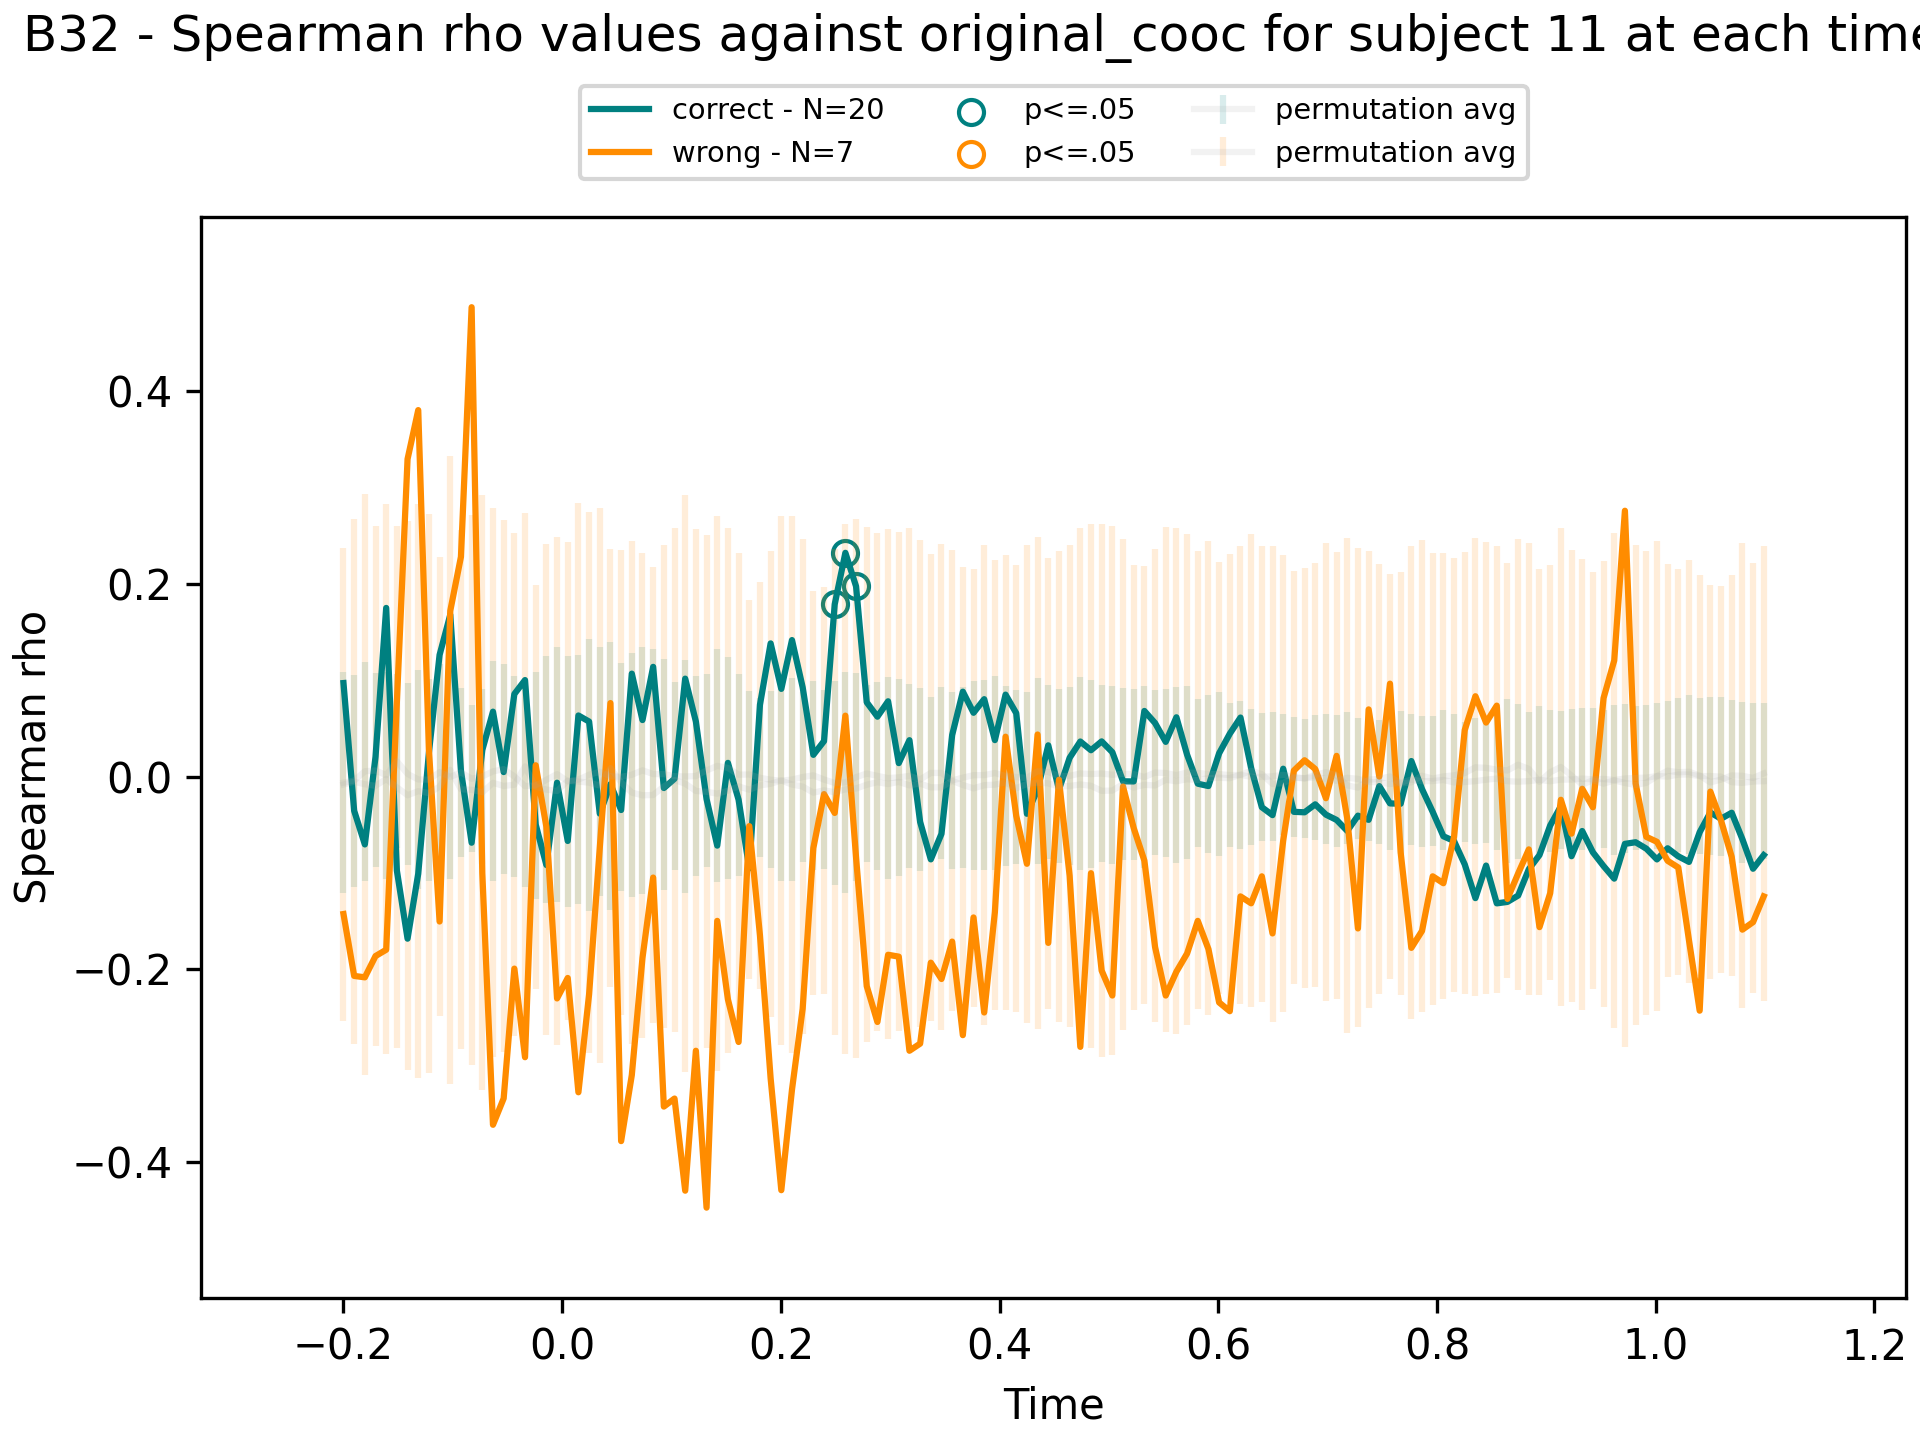 B32 - Spearman rho values against original_cooc for subject 11 at each time
correct - N=20
wrong - N=7
p<=.05
p<=.05
permutation avg
permutation avg
Spearman rho
0.4
0.2
0.0
−0.2
−0.4
−0.2 0.0 0.2 0.4 0.6 0.8 1.0 1.2
Time